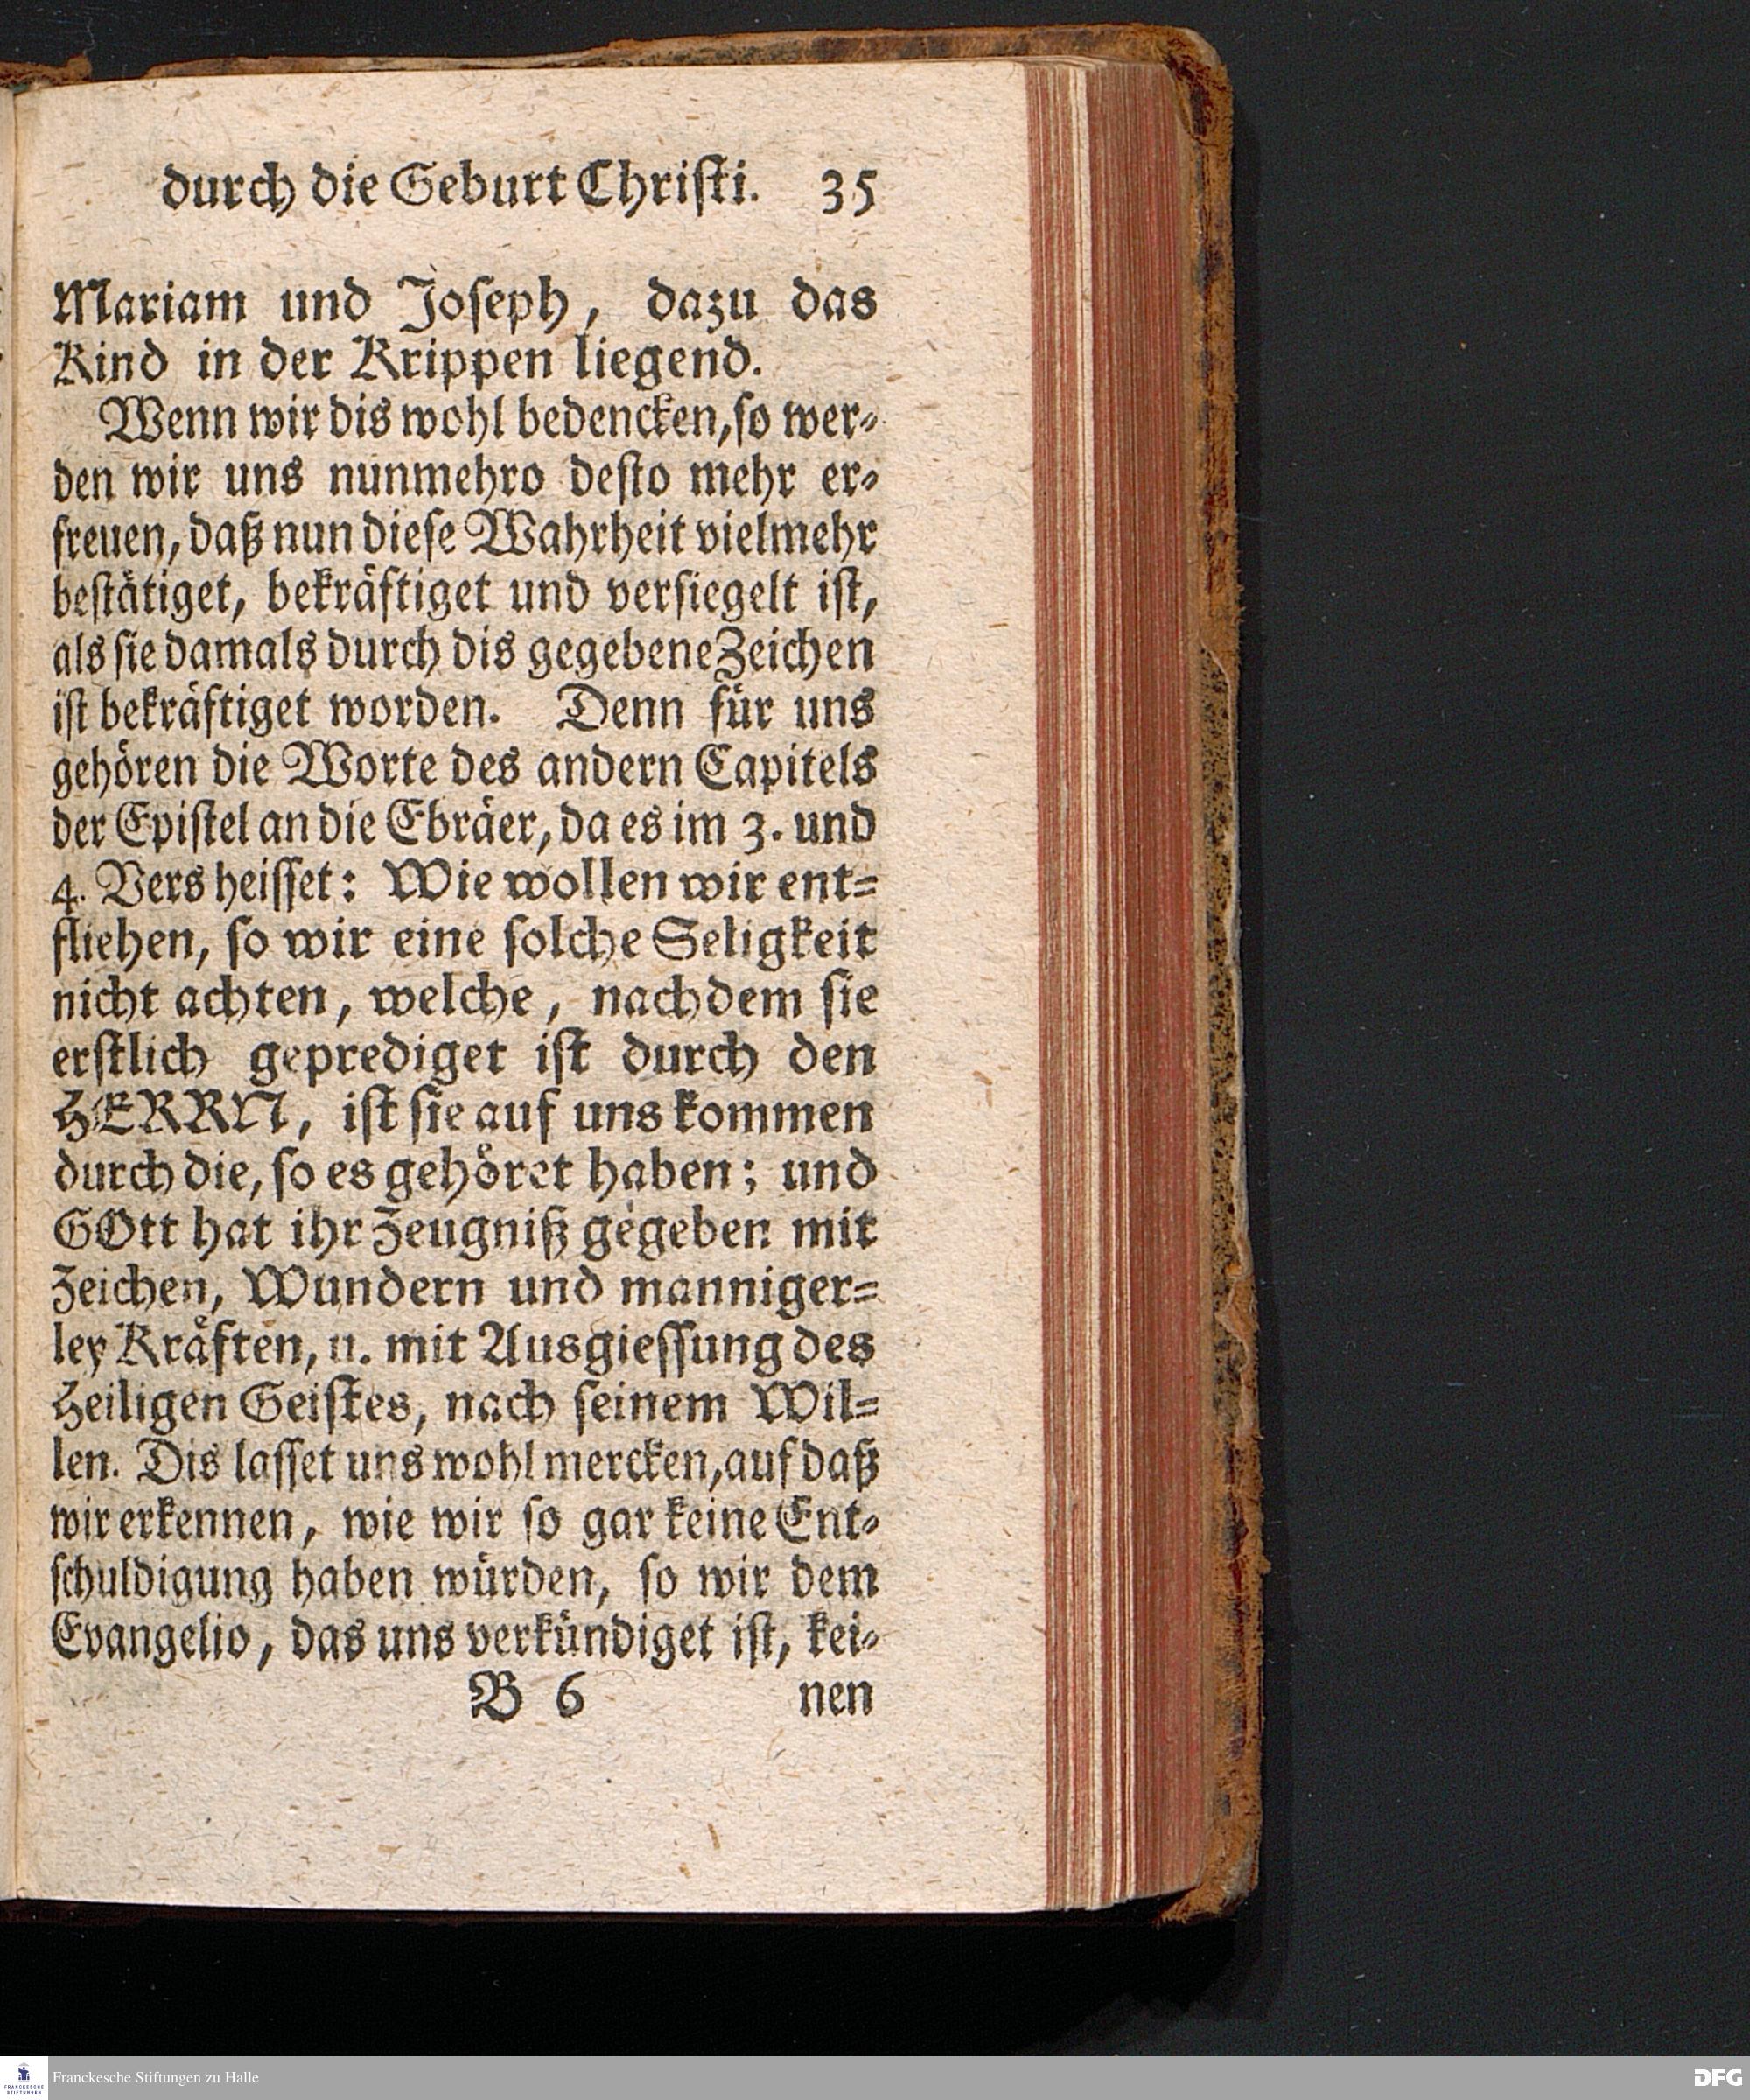 durch die Geburt Christi. 35
Mariam und Joseph, dazu das
Kind in der Krippen liegend.
Wenn wir dis wohl bedencken, so wer-
den wir uns nunmehro desto mehr er-
freuen, daß nun diese Wahrheit vielmehr
bestätiget, bekräftiget und versiegelt ist,
als sie damals durch dis gegebene Zeichen
ist bekräftiget worden. Denn für uns
gehören die Worte des andern Capitels
der Epistel an die Ebräer, da es im 3. und
4. Vers heisset: Wie wollen wir ent-
fliehen, so wir eine solche Seligkeit
nicht achten, welche, nachdem sie
erstlich geprediget ist durch den
HERRN, ist sie auf uns kommen
durch die, so es gehöret haben; und
GOtt hat ihr Zeugniß gegeben mit
Zeichen, Wundern und manniger-
ley Kräften, u. mit Ausgiessung des
Heiligen Geistes, nach seinem Wil-
len. Dis lasset uns wohl mercken, auf daß
wir erkennen, wie wir so gar keine Ent-
schuldigung haben würden, so wir dem
Evangelio, das uns verkündiget ist, kei-
B 6 nen
FRANCKESCHE
STIFTUNGEN
Franckesche Stiftungen zu Halle
DFG